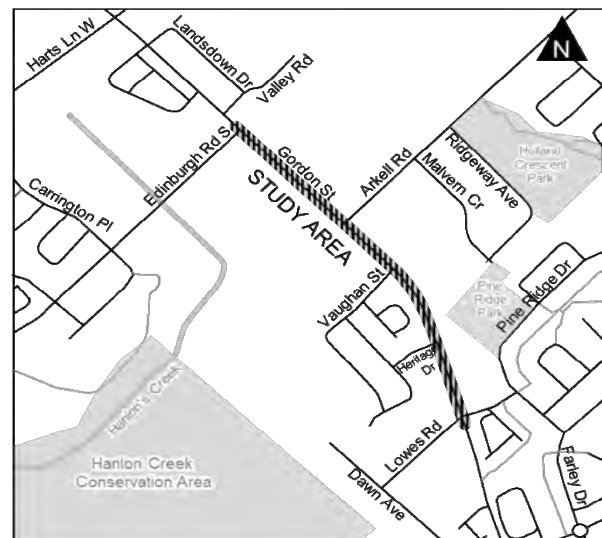 N
Harts Ln W
Landsdown Dr
Valley Rd
Edinburgh Rd S
Gordon St
STUDY AREA
Arkell Rd
Malvern Cr
Ridgeway Ave
Holland
Crescent
Park
Carrington Pl
Vaughan St
Heritage
Dr
Pine
Ridge
Park
Pine Ridge Dr
Hanlon's Creek
Hanlon Creek
Conservation Area
Lowes Rd
Dawn Ave
Farley Dr